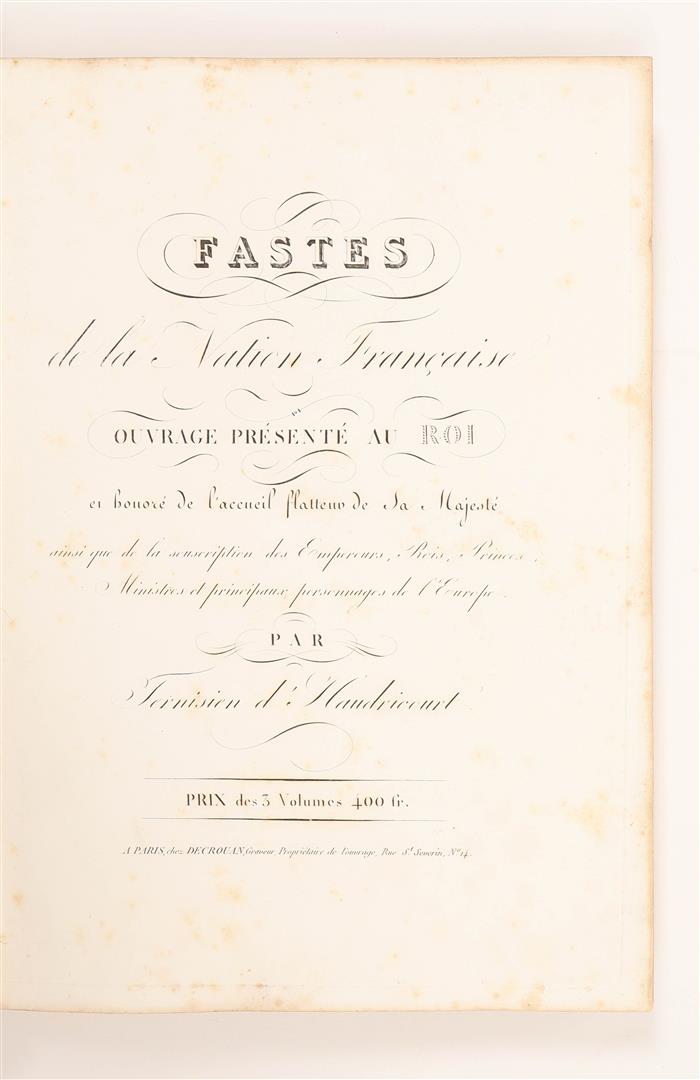 FASTES
de la Nation Française
OUVRAGE PRÉSENTÉ AU ROI
et honoré de l'accueil flatteur de Sa Majesté
ainsi que de la souscription des Empereurs, Rois, Princes,
Ministres et principaux personnages de l'Europe.
PAR
Ternisien d'Haudricourt
PRIX des 3 Volumes 400 fr.
A PARIS, chez DECROUAN, Graveur, Propriétaire de l'ouvrage, Rue St. Severin, No. 14.